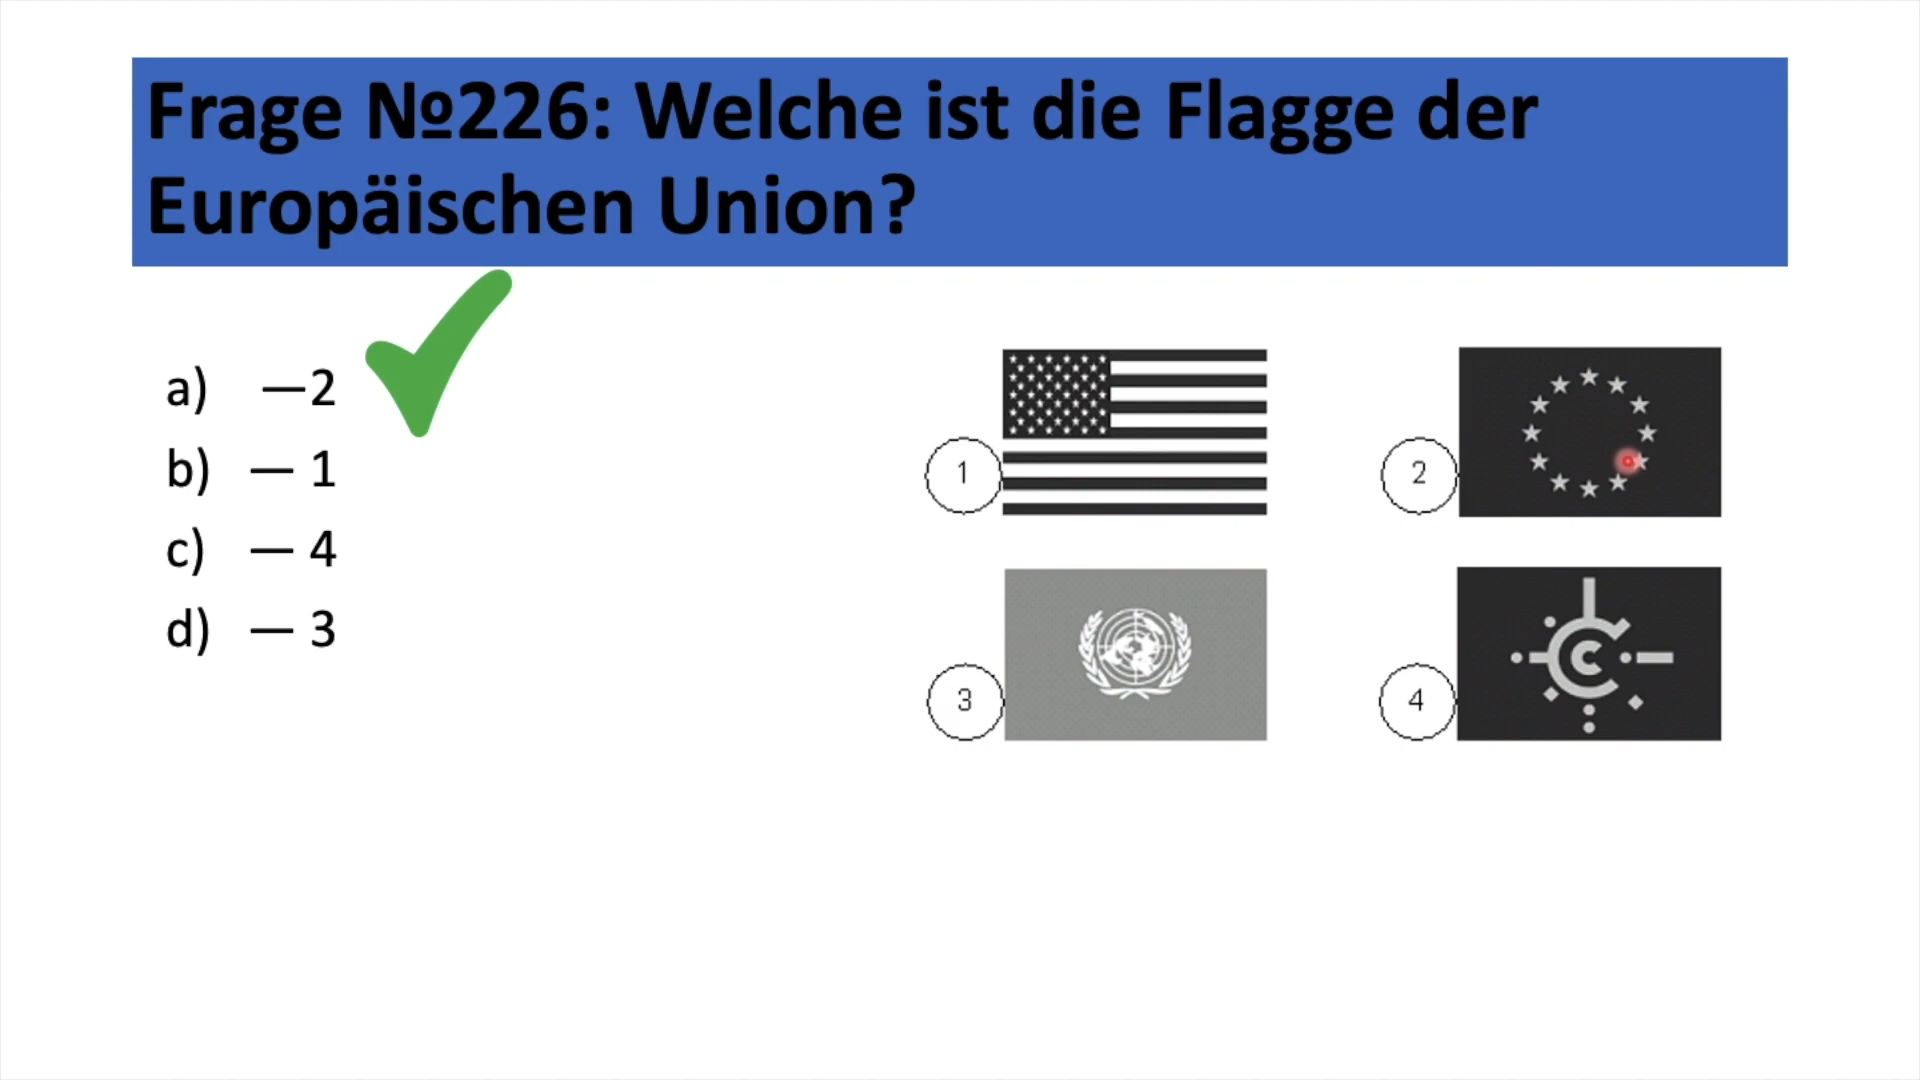 Frage №226: Welche ist die Flagge der
Europäischen Union?
a) —2
b) — 1
c) — 4
d) — 3
1
2
3
4